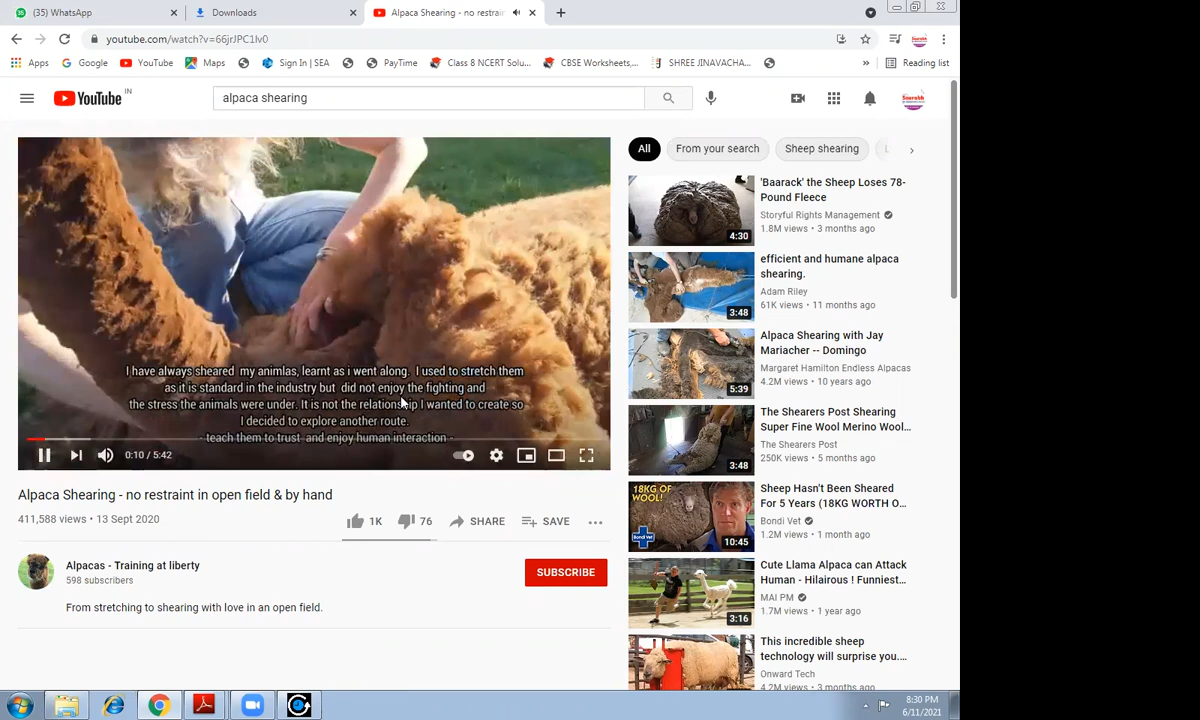 (35) WhatsApp
Downloads
Alpaca Shearing - no restrain
youtube.com/watch?v=66jrJPC1lv0
Apps
Google
YouTube
Maps
Sign In | SEA
PayTime
Class 8 NCERT Solu...
CBSE Worksheets,...
SHREE JINAVACHA...
»
Reading list
YouTube IN
alpaca shearing
I have always sheared my animlas, learnt as i went along. I used to stretch them
as it is standard in the industry but did not enjoy the fighting and
the stress the animals were under. It is not the relationship I wanted to create so
I decided to explore another route.
- teach them to trust and enjoy human interaction -
0:10 / 5:42
Alpaca Shearing - no restraint in open field & by hand
411,588 views • 13 Sept 2020
1K
76
SHARE
SAVE
Alpacas - Training at liberty
598 subscribers
SUBSCRIBE
From stretching to shearing with love in an open field.
All
From your search
Sheep shearing
L
'Baarack' the Sheep Loses 78-
Pound Fleece
Storyful Rights Management
1.8M views • 3 months ago
4:30
efficient and humane alpaca
shearing.
Adam Riley
61K views • 11 months ago
3:48
Alpaca Shearing with Jay
Mariacher -- Domingo
Margaret Hamilton Endless Alpacas
4.2M views • 10 years ago
5:39
The Shearers Post Shearing
Super Fine Wool Merino Wool...
The Shearers Post
250K views • 5 months ago
3:48
18KG OF
WOOL!
Bondi Vet
Sheep Hasn't Been Sheared
For 5 Years (18KG WORTH O...
Bondi Vet
1.2M views • 1 month ago
10:45
Cute Llama Alpaca can Attack
Human - Hilairous ! Funniest...
MAI PM
1.7M views • 1 year ago
3:16
This incredible sheep
technology will surprise you....
Onward Tech
4.2M views • 3 months ago
8:30 PM
6/11/2021